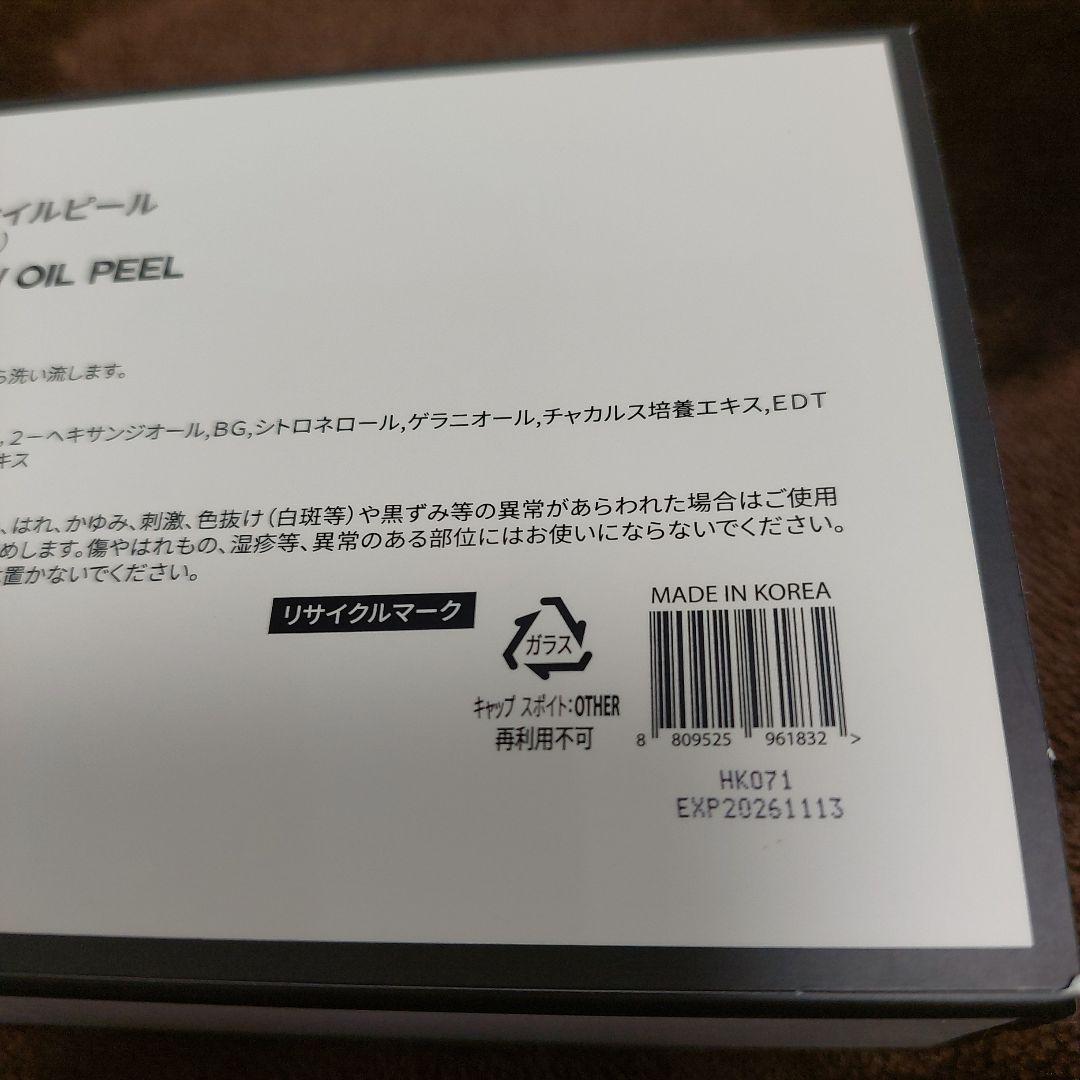 イルピール
)
OIL PEEL
ら洗い流します。
,2－ヘキサンジオール,BG,シトロネロール,ゲラニオール,チャカルス培養エキス,EDT
キス
、はれ、かゆみ、刺激、色抜け(白斑等)や黒ずみ等の異常があらわれた場合はご使用
めします。傷やはれもの、湿疹等、異常のある部位にはお使いにならないでください。
置かないでください。
リサイクルマーク
ガラス
キャップ スポイト:OTHER
再利用不可
MADE IN KOREA
8 809525 961832 >
HK071
EXP20261113